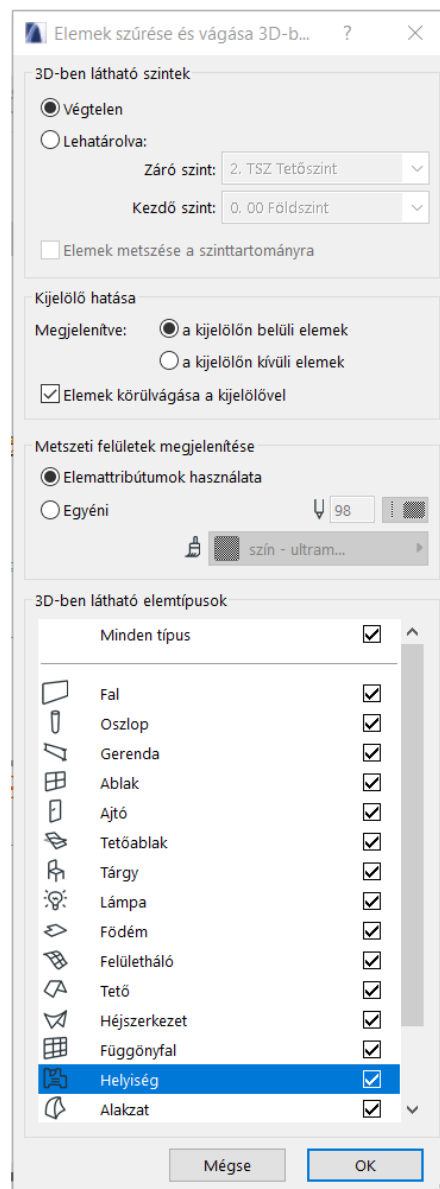 Elemek szűrése és vágása 3D-b... ?
3D-ben látható szintek
Végtelen
Lehatárolva:
Záró szint: 2. TSZ Tetőszint
Kezdő szint: 0. 00 Földszint
Elemek metszése a szinttartományra
Kijelölő hatása
Megjelenítve: a kijelölőn belüli elemek
a kijelölőn kívüli elemek
Elemek körülvágása a kijelölővel
Metszeti felületek megjelenítése
Elemattribútumok használata
Egyéni 98
szín - ultram...
3D-ben látható elemtípusok
Minden típus
Fal
Oszlop
Gerenda
Ablak
Ajtó
Tetőablak
Tárgy
Lámpa
Födém
Felületháló
Tető
Héjszerkezet
Függönyfal
Helyiség
Alakzat
Mégse OK